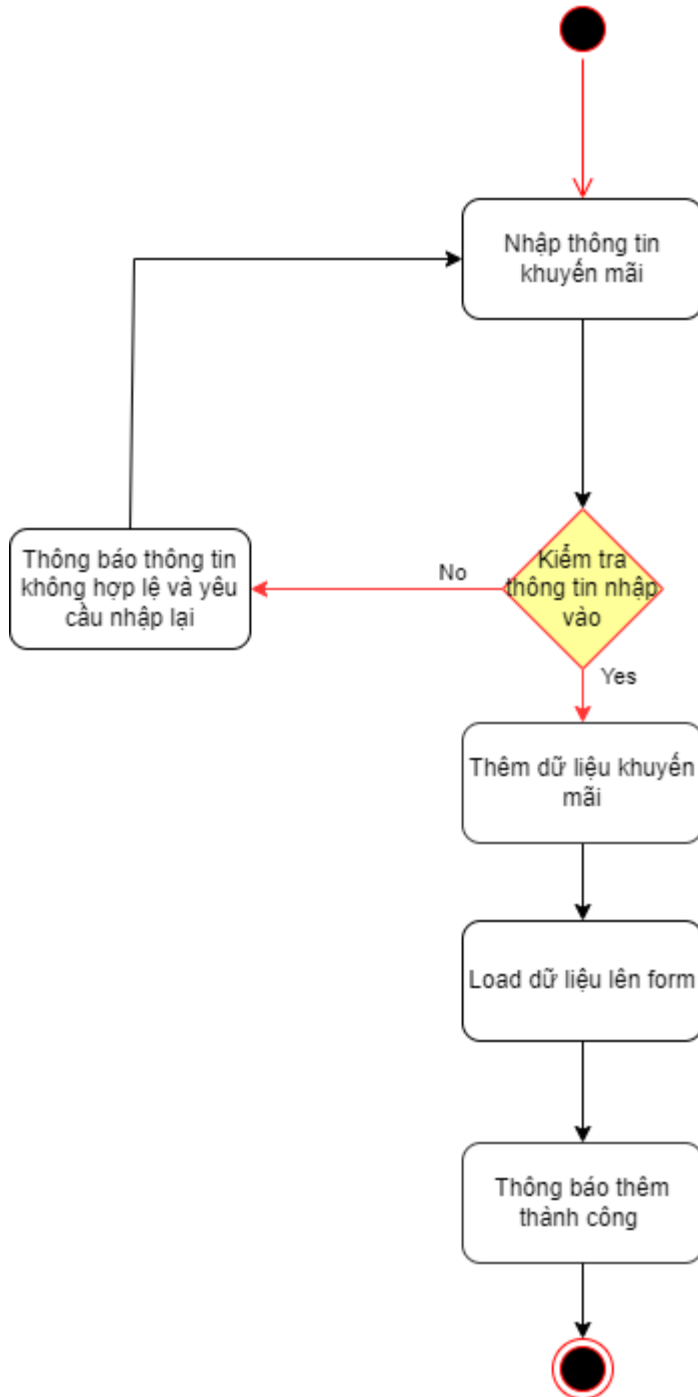 Nhập thông tin
khuyến mãi
Kiểm tra
thông tin nhập
vào
No
Thông báo thông tin
không hợp lệ và yêu
cầu nhập lại
Yes
Thêm dữ liệu khuyến
mãi
Load dữ liệu lên form
Thông báo thêm
thành công